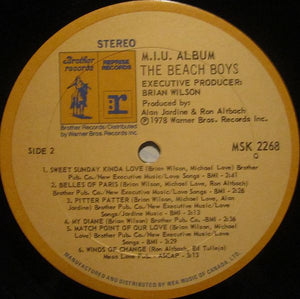 STEREO
Brother
records
REPRISE
RECORDS
M.I.U. ALBUM
THE BEACH BOYS
EXECUTIVE PRODUCER:
BRIAN WILSON
Produced by:
Alan Jardine & Ron Altbach
℗1978 Warner Bros. Records Inc.
Brother Records/Distributed
by Warner Bros. Records Inc.
SIDE 2
MSK 2268
1. SWEET SUNDAY KINDA LOVE (Brian Wilson, Michael Love) Brother
Pub. Co./New Executive Music/Love Songs - BMI - 2:42
2. BELLES OF PARIS (Brian Wilson, Michael Love, Ron Altbach)
Brother Pub. Co./New Executive Music/Love
Songs - BMI - 2:27
3. PITTER PATTER (Brian Wilson, Michael Love, Alan
Jardine) Brother Pub. Co./New Executive Music/Love
Songs/Jardine Music - BMI - 3:13
4. MY DIANE (Brian Wilson) Brother Pub. Co. - BMI - 2:36
5. MATCH POINT OF OUR LOVE (Brian Wilson, Michael Love)
Brother Pub. Co./New Executive Music/Love Songs
- BMI - 3:29
6. WINDS OF CHANGE (Ron Altbach, Ed Tuleja)
Music Pub. - ASCAP - 3:13
MANUFACTURED AND DISTRIBUTED BY WEA MUSIC OF CANADA, LTD.